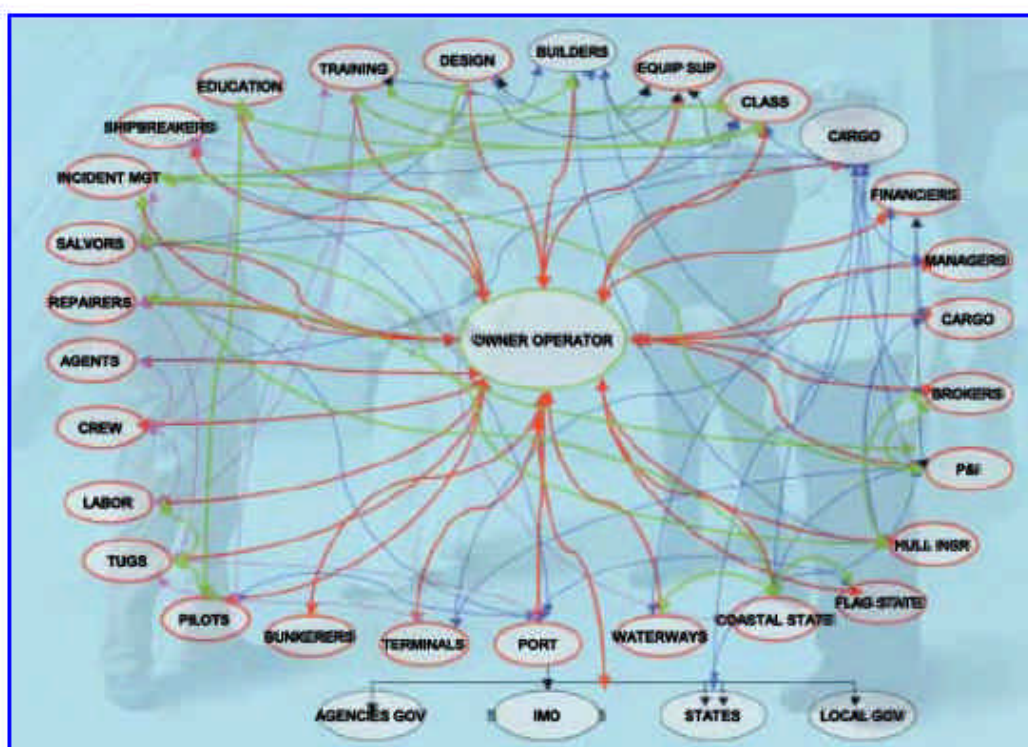 BUILDERS
DESIGN
EQUIP SUP
TRAINING
EDUCATION
CLASS
SHIPBREAKERS
CARGO
INCIDENT MGT
FINANCIERS
SALVORS
MANAGERS
REPAIRERS
CARGO
OWNER OPERATOR
AGENTS
BROKERS
CREW
P&I
LABOR
HULL INSR
TUGS
FLAG STATE
PILOTS
COASTAL STATE
BUNKERERS
TERMINALS
PORT
WATERWAYS
AGENCIES GOV
IMO
STATES
LOCAL GOV